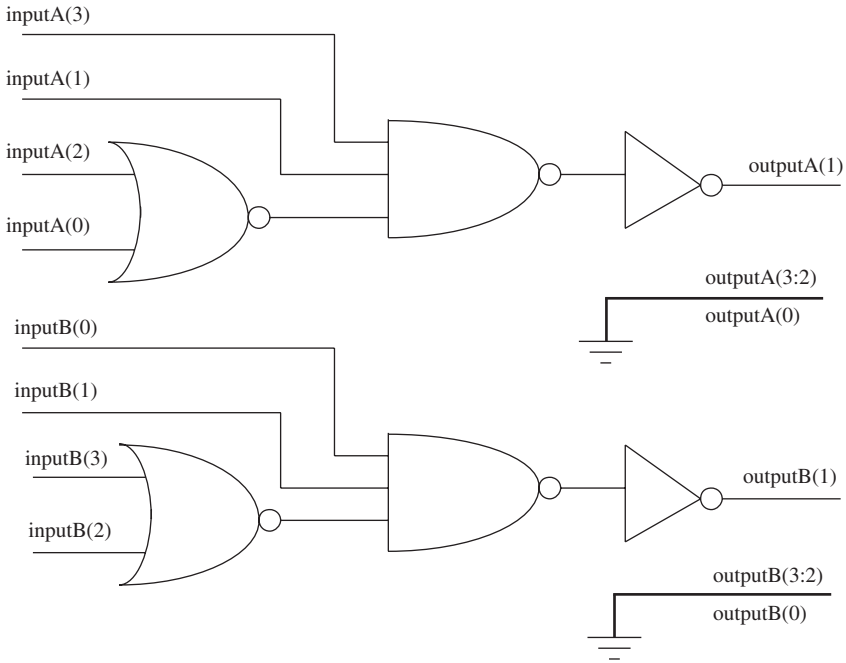 inputA(3)
inputA(1)
inputA(2)
outputA(1)
inputA(0)
outputA(3:2)
outputA(0)
inputB(0)
inputB(1)
inputB(3)
outputB(1)
inputB(2)
outputB(3:2)
outputB(0)